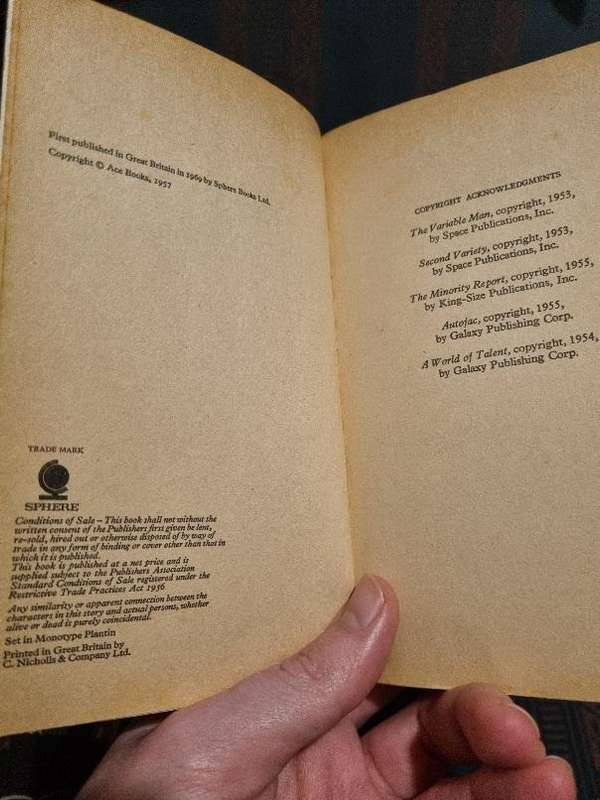 First published in Great Britain in 1969 by Sphere Books Ltd.
Copyright © Ace Books, 1957
TRADE MARK
SPHERE
Conditions of Sale – This book shall not without the
written consent of the Publishers first given be lent,
re-sold, hired out or otherwise disposed of by way of
trade in any form of binding or cover other than that in
which it is published.
This book is published at a net price and is
supplied subject to the Publishers Association
Standard Conditions of Sale registered under the
Restrictive Trade Practices Act 1956
Any similarity or apparent connection between the
characters in this story and actual persons, whether
alive or dead is purely coincidental.
Set in Monotype Plantin
Printed in Great Britain by
C. Nicholls & Company Ltd.
COPYRIGHT ACKNOWLEDGMENTS
The Variable Man, copyright, 1953,
by Space Publications, Inc.
Second Variety, copyright, 1953,
by Space Publications, Inc.
The Minority Report, copyright, 1955,
by King-Size Publications, Inc.
Autofac, copyright, 1955,
by Galaxy Publishing Corp.
A World of Talent, copyright, 1954,
by Galaxy Publishing Corp.